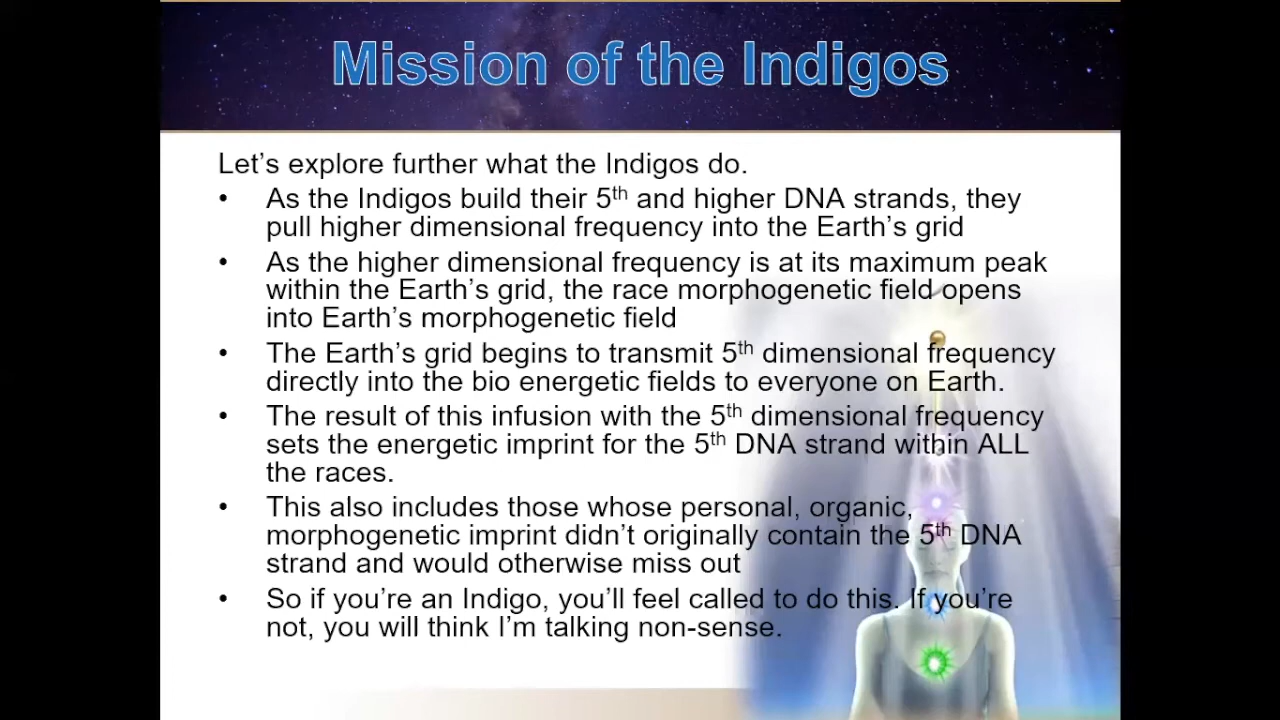 Mission of the Indigos
Let's explore further what the Indigos do.
• As the Indigos build their 5th and higher DNA strands, they
pull higher dimensional frequency into the Earth's grid
• As the higher dimensional frequency is at its maximum peak
within the Earth's grid, the race morphogenetic field opens
into Earth's morphogenetic field
• The Earth's grid begins to transmit 5th dimensional frequency
directly into the bio energetic fields to everyone on Earth.
• The result of this infusion with the 5th dimensional frequency
sets the energetic imprint for the 5th DNA strand within ALL
the races.
• This also includes those whose personal, organic,
morphogenetic imprint didn't originally contain the 5th DNA
strand and would otherwise miss out
• So if you're an Indigo, you'll feel called to do this. If you're
not, you will think I'm talking non-sense.